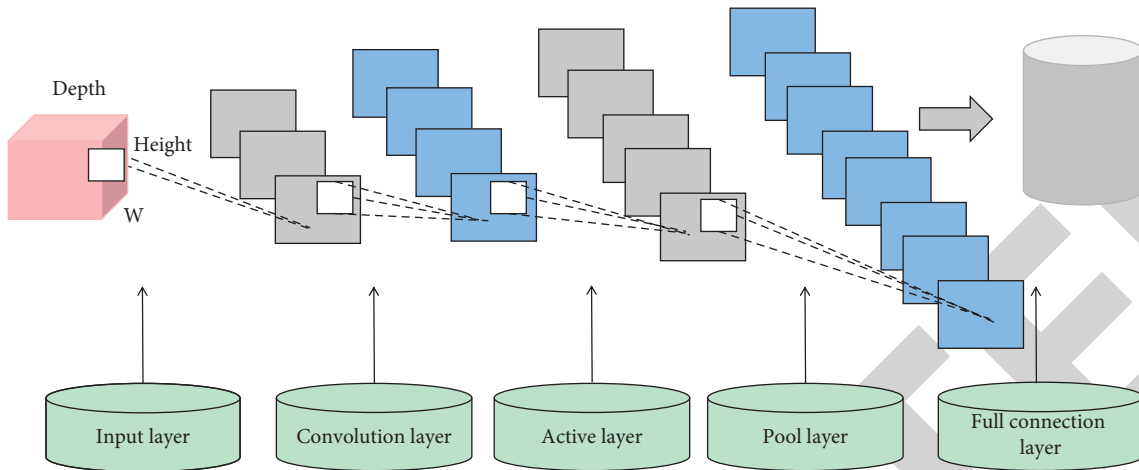 Depth
Height
W
Input layer
Convolution layer
Active layer
Pool layer
Full connection
layer